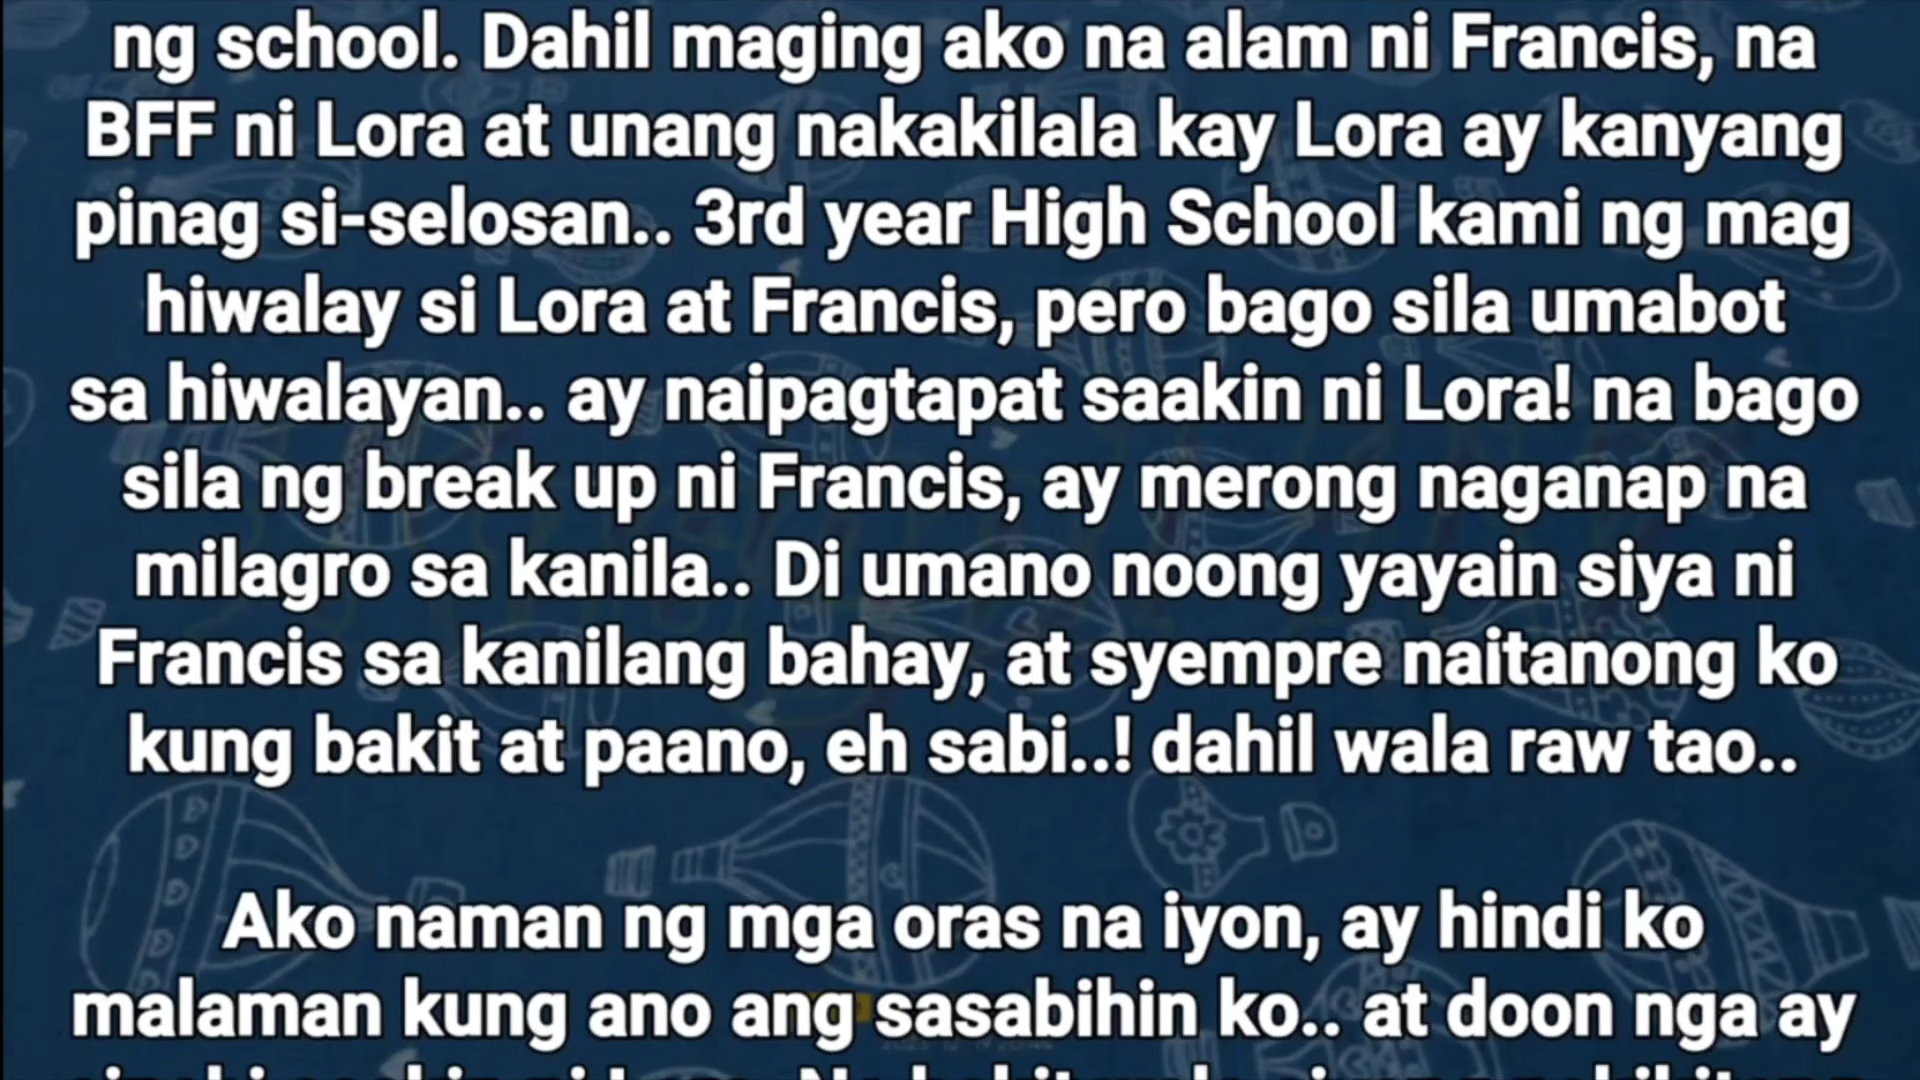 ng school. Dahil maging ako na alam ni Francis, na
BFF ni Lora at unang nakakilala kay Lora ay kanyang
pinag si-selosan.. 3rd year High School kami ng mag
hiwalay si Lora at Francis, pero bago sila umabot
sa hiwalayan.. ay naipagtapat saakin ni Lora! na bago
sila ng break up ni Francis, ay merong naganap na
milagro sa kanila.. Di umano noong yayain siya ni
Francis sa kanilang bahay, at syempre naitanong ko
kung bakit at paano, eh sabi..! dahil wala raw tao..
Ako naman ng mga oras na iyon, ay hindi ko
malaman kung ano ang sasabihin ko.. at doon nga ay